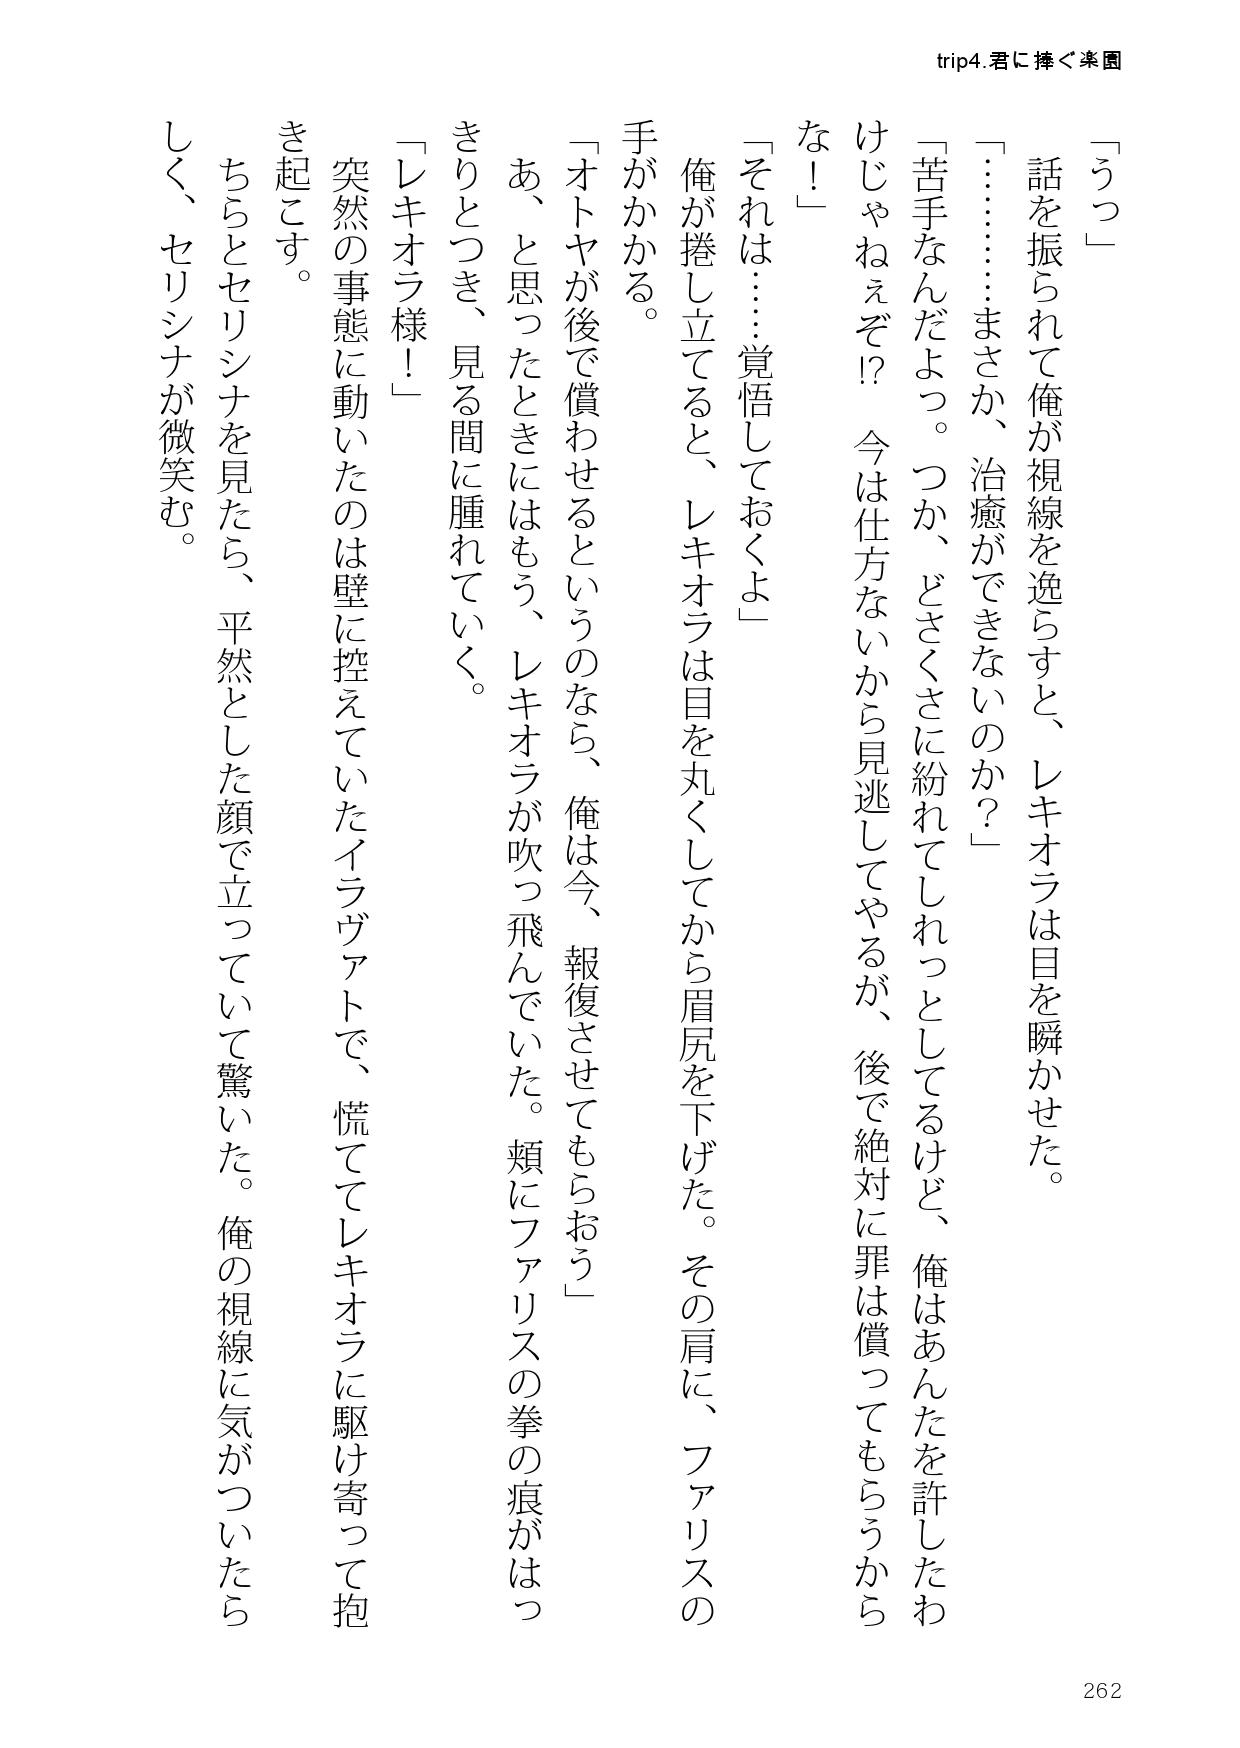 trip4.君に捧ぐ楽園
「うっ」
　話を振られて俺が視線を逸らすと、レキオラは目を瞬かせた。
「…………まさか、治癒ができないのか？」
「苦手なんだよっ。つか、どさくさに紛れてしれっとしてるけど、俺はあんたを許したわ
けじゃねぇぞ⁉　今は仕方ないから見逃してやるが、後で絶対に罪は償ってもらうから
な！」
「それは……覚悟しておくよ」
　俺が捲し立てると、レキオラは目を丸くしてから眉尻を下げた。その肩に、ファリスの
手がかかる。
「オトヤが後で償わせるというのなら、俺は今、報復させてもらおう」
　あ、と思ったときにはもう、レキオラが吹っ飛んでいた。頬にファリスの拳の痕がはっ
きりとつき、見る間に腫れていく。
「レキオラ様！」
　突然の事態に動いたのは壁に控えていたイラヴァトで、慌ててレキオラに駆け寄って抱
き起こす。
　ちらとセリシナを見たら、平然とした顔で立っていて驚いた。俺の視線に気がついたら
しく、セリシナが微笑む。
262